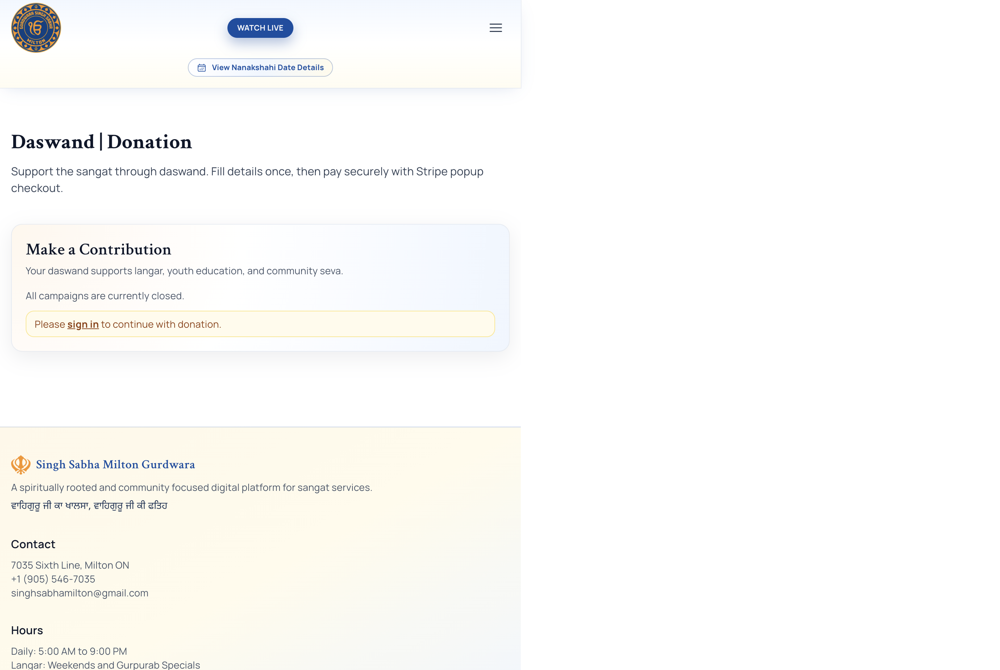 GURDWARA SINGH SABHA
ੴ
MILTON
WATCH LIVE
View Nanakshahi Date Details
Daswand | Donation
Support the sangat through daswand. Fill details once, then pay securely with Stripe popup
checkout.
Make a Contribution
Your daswand supports langar, youth education, and community seva.
All campaigns are currently closed.
Please sign in to continue with donation.
Singh Sabha Milton Gurdwara
A spiritually rooted and community focused digital platform for sangat services.
ਵਾਹਿਗੁਰੂ ਜੀ ਕਾ ਖਾਲਸਾ, ਵਾਹਿਗੁਰੂ ਜੀ ਕੀ ਫਤਿਹ
Contact
7035 Sixth Line, Milton ON
+1 (905) 546-7035
singhsabhamilton@gmail.com
Hours
Daily: 5:00 AM to 9:00 PM
Langar: Weekends and Gurpurab Specials